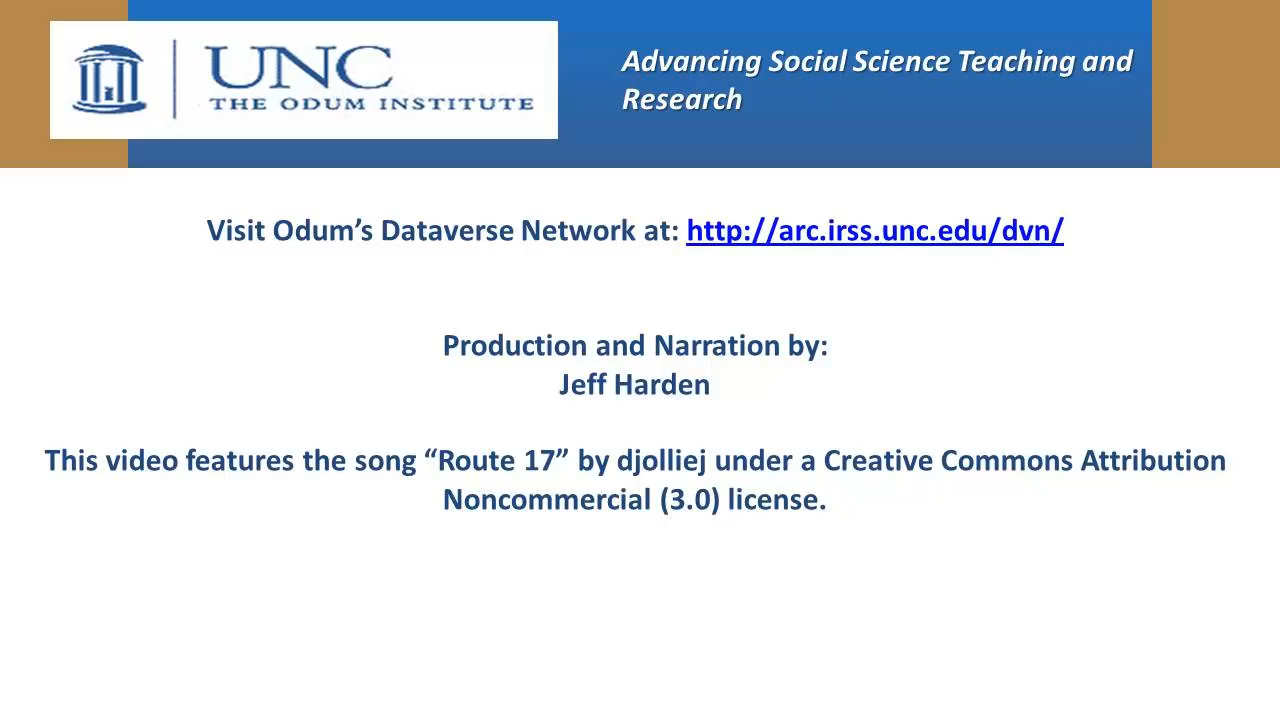 UNC
THE ODUM INSTITUTE
Advancing Social Science Teaching and
Research
Visit Odum’s Dataverse Network at: http://arc.irss.unc.edu/dvn/
Production and Narration by:
Jeff Harden
This video features the song “Route 17” by djolliej under a Creative Commons Attribution
Noncommercial (3.0) license.